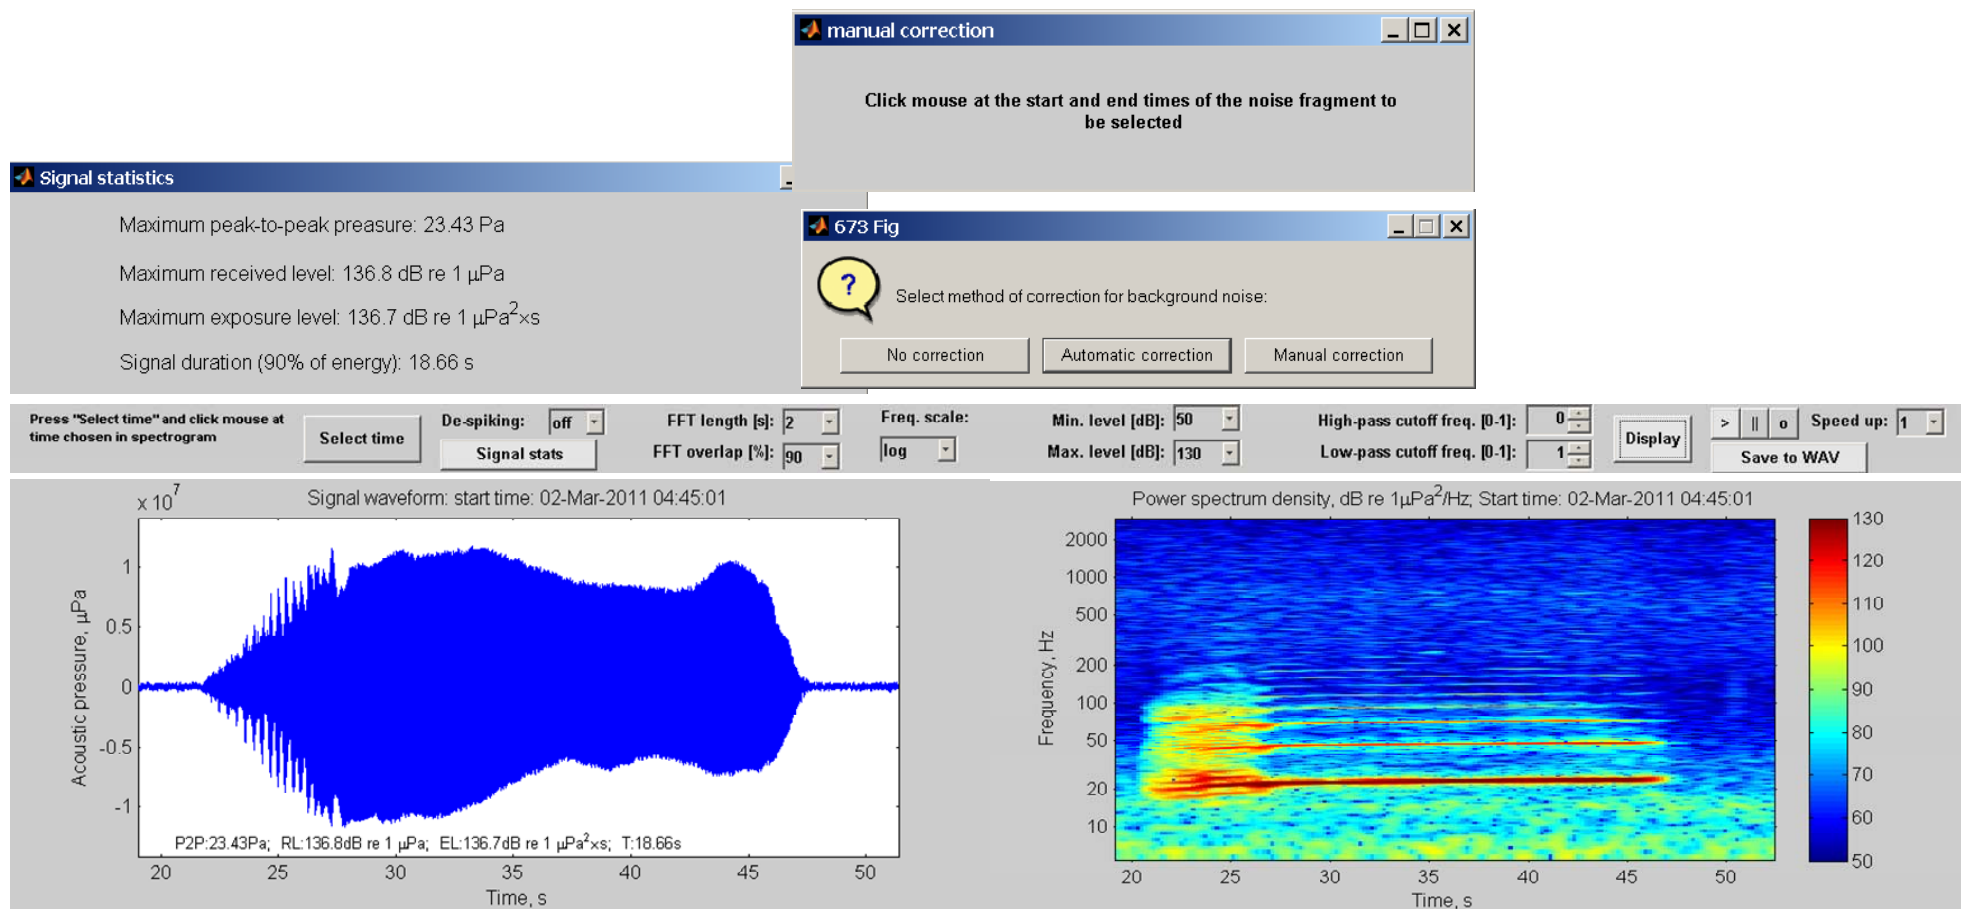 manual correction
Click mouse at the start and end times of the noise fragment to
be selected
Signal statistics
Maximum peak-to-peak preasure: 23.43 Pa
Maximum received level: 136.8 dB re 1 μPa
Maximum exposure level: 136.7 dB re 1 μPa²×s
Signal duration (90% of energy): 18.66 s
673 Fig
?
Select method of correction for background noise:
No correction Automatic correction Manual correction
Press "Select time" and click mouse at
time chosen in spectrogram
Select time
De-spiking: off
Signal stats
FFT length [s]: 2
FFT overlap [%]: 90
Freq. scale:
log
Min. level [dB]: 50
Max. level [dB]: 130
High-pass cutoff freq. [0-1]: 0
Low-pass cutoff freq. [0-1]: 1
Display
> || o Speed up: 1
Save to WAV
x 10⁷
Signal waveform: start time: 02-Mar-2011 04:45:01
Acoustic pressure, μPa
1
0.5
0
-0.5
-1
P2P:23.43Pa; RL:136.8dB re 1 μPa; EL:136.7dB re 1 μPa²×s; T:18.66s
20 25 30 35 40 45 50
Time, s
Power spectrum density, dB re 1μPa²/Hz; Start time: 02-Mar-2011 04:45:01
Frequency, Hz
2000
1000
500
200
100
50
20
10
20 25 30 35 40 45 50
Time, s
130
120
110
100
90
80
70
60
50